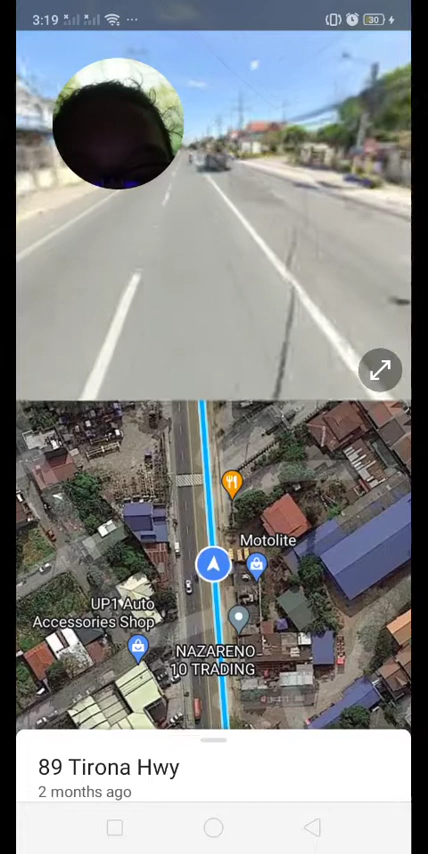 3:19
30
Motolite
UP1 Auto
Accessories Shop
NAZARENO
10 TRADING
89 Tirona Hwy
2 months ago